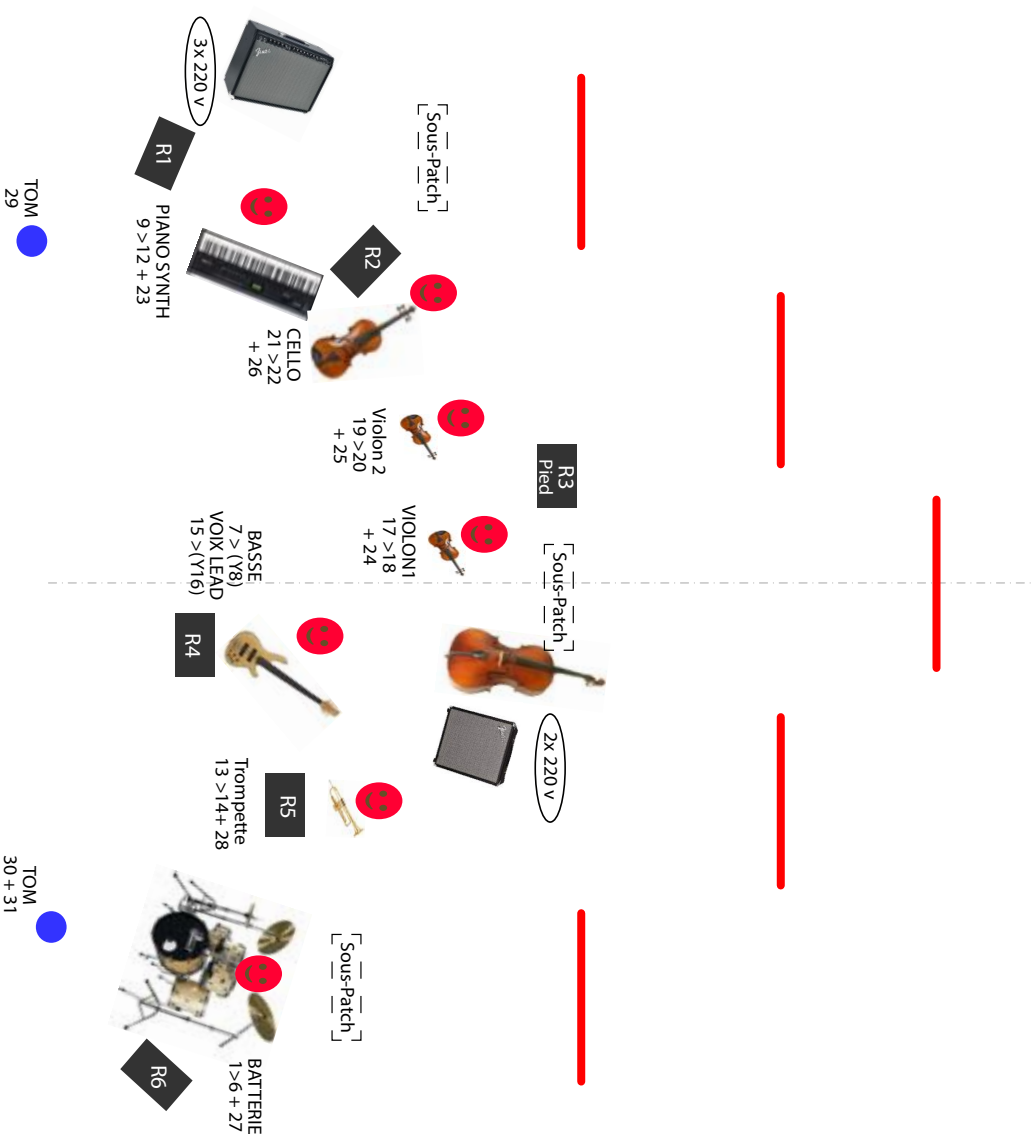 R3
Pied
Sous-Patch
2x 220 v
Sous-Patch
VIOLON1
17 >18
+ 24
Violon 2
19 >20
+ 25
R2
Sous-Patch
CELLO
21 >22
+ 26
R5
BASSE
7 > (Y8)
VOIX LEAD
15 >(Y16)
Trompette
13 >14+ 28
BATTERIE
1>6 + 27
3x 220 v
R4
R1
PIANO SYNTH
9 >12 + 23
R6
TOM
29
TOM
30 + 31